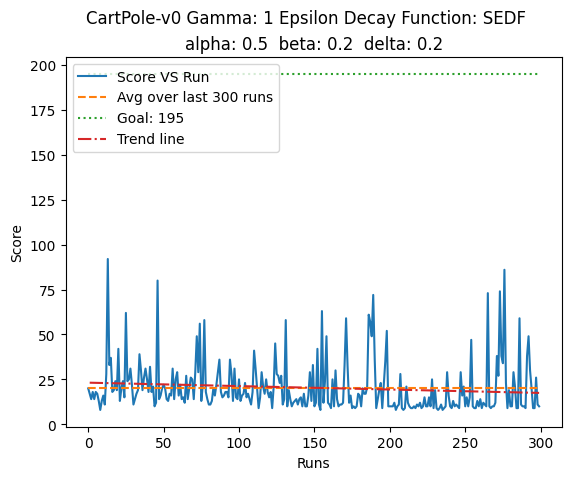 CartPole-v0 Gamma: 1 Epsilon Decay Function: SEDF
alpha: 0.5 beta: 0.2 delta: 0.2
Score VS Run
Avg over last 300 runs
Goal: 195
Trend line
200
175
150
125
100
75
50
25
0
Score
0 50 100 150 200 250 300
Runs